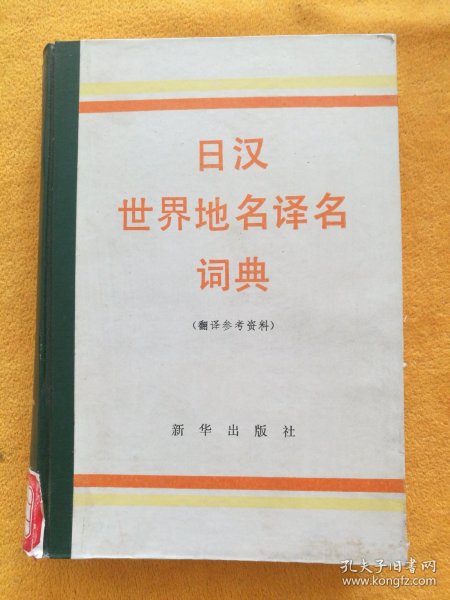 日汉
世界地名译名
词典
（翻译参考资料）
新华出版社
孔夫子旧书网
www.kongfz.com